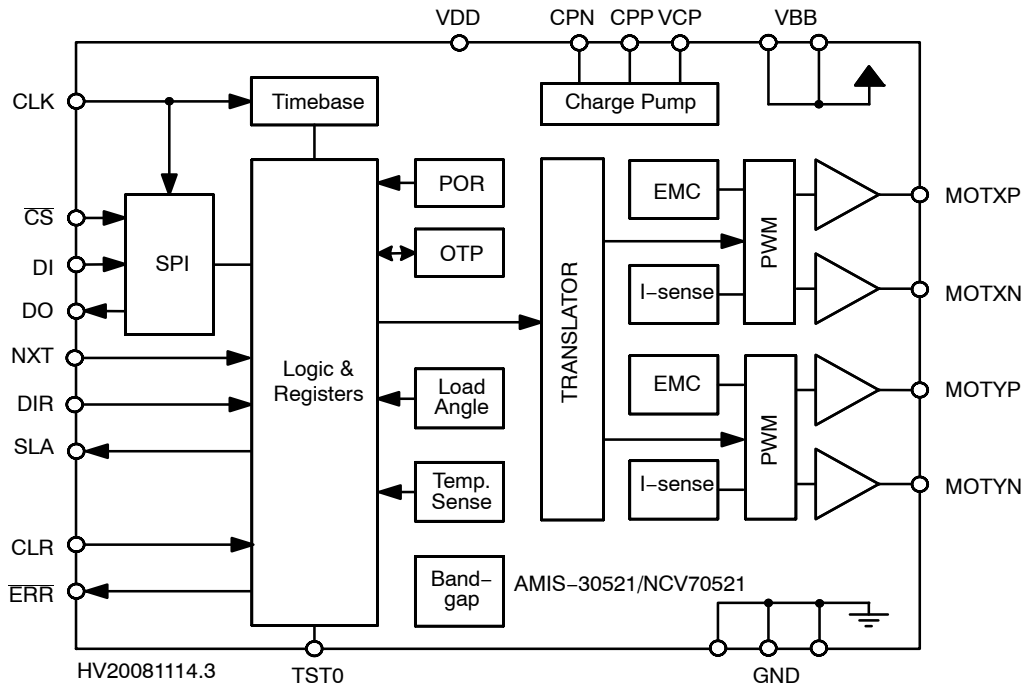 VDD
CPN CPP VCP
VBB
CLK
Timebase
Charge Pump
POR
EMC
MOTXP
C̅S̅
DI
SPI
OTP
PWM
DO
I−sense
MOTXN
NXT
Logic &
Registers
TRANSLATOR
DIR
Load
Angle
EMC
MOTYP
SLA
PWM
Temp.
Sense
I−sense
MOTYN
CLR
E̅R̅R̅
Band−
gap
AMIS−30521/NCV70521
HV20081114.3
TST0
GND